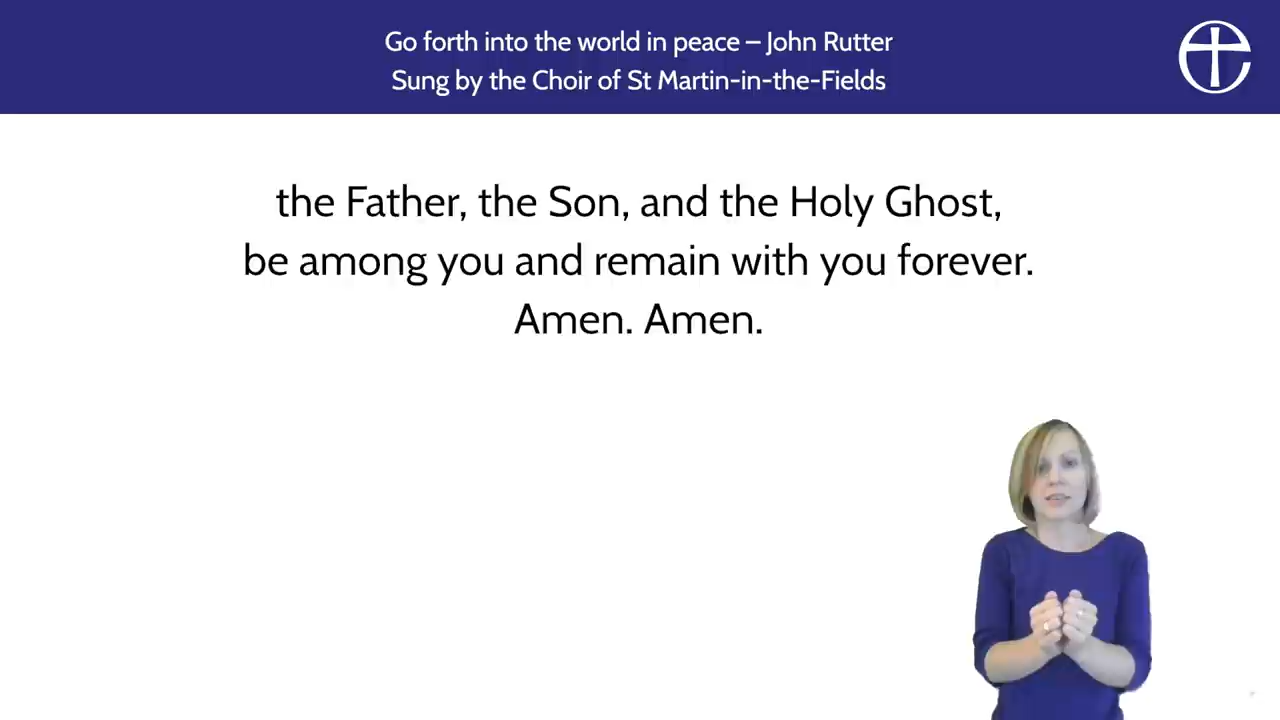 Go forth into the world in peace – John Rutter
Sung by the Choir of St Martin-in-the-Fields
the Father, the Son, and the Holy Ghost,
be among you and remain with you forever.
Amen. Amen.